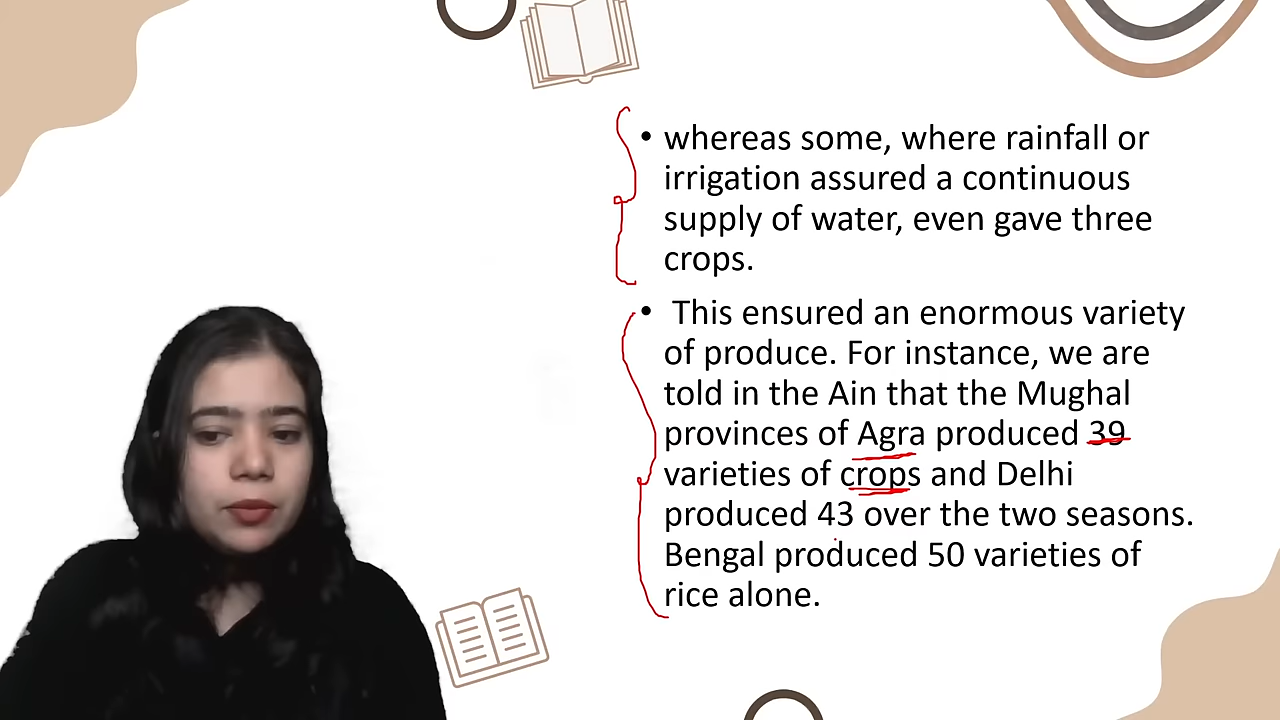 • whereas some, where rainfall or
irrigation assured a continuous
supply of water, even gave three
crops.
• This ensured an enormous variety
of produce. For instance, we are
told in the Ain that the Mughal
provinces of Agra produced 39
varieties of crops and Delhi
produced 43 over the two seasons.
Bengal produced 50 varieties of
rice alone.